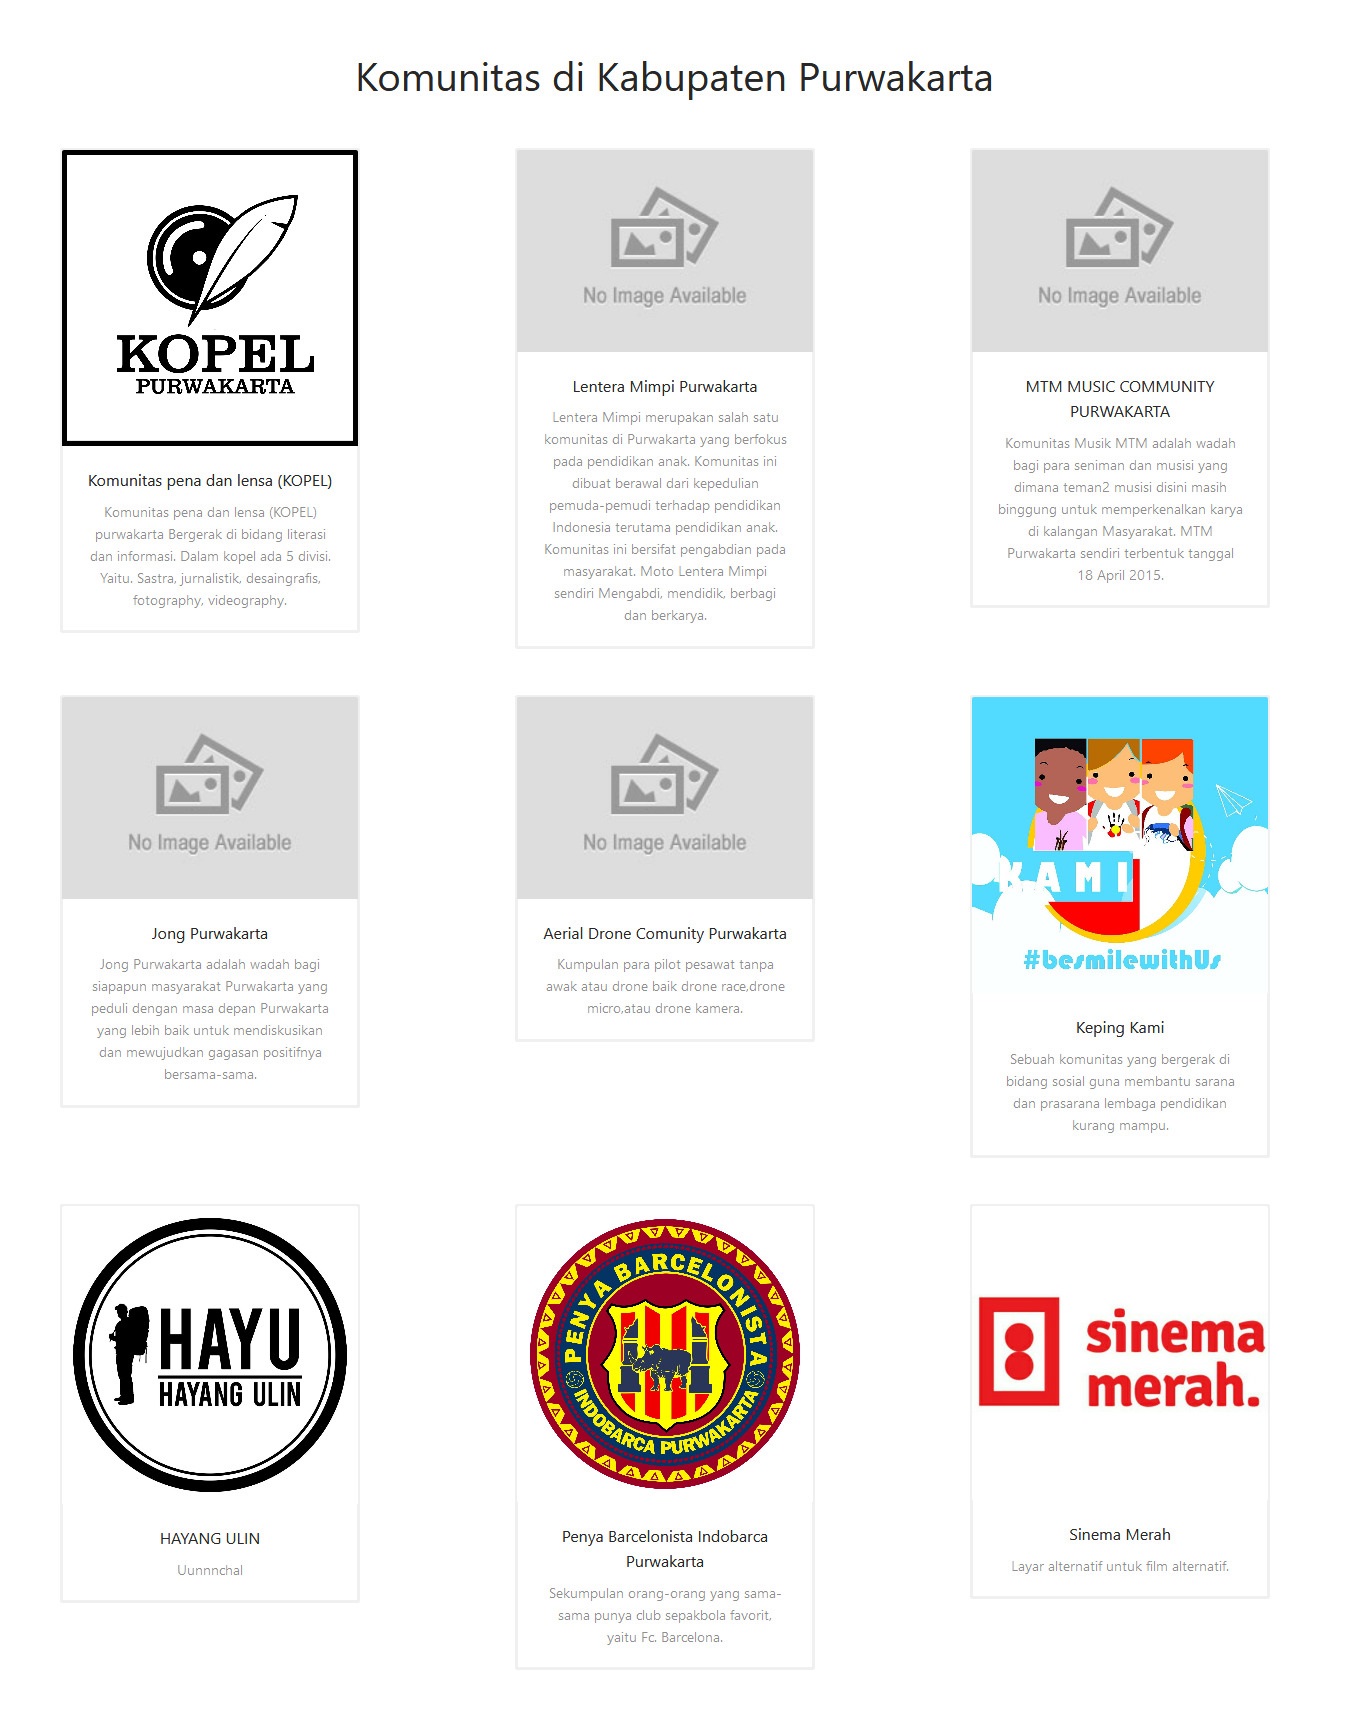 Komunitas di Kabupaten Purwakarta
KOPEL
PURWAKARTA
Komunitas pena dan lensa (KOPEL)
Komunitas pena dan lensa (KOPEL)
purwakarta Bergerak di bidang literasi
dan informasi. Dalam kopel ada 5 divisi.
Yaitu. Sastra, jurnalistik, desaingrafis,
fotography, videography.
No Image Available
Lentera Mimpi Purwakarta
Lentera Mimpi merupakan salah satu
komunitas di Purwakarta yang berfokus
pada pendidikan anak. Komunitas ini
dibuat berawal dari kepedulian
pemuda-pemudi terhadap pendidikan
Indonesia terutama pendidikan anak.
Komunitas ini bersifat pengabdian pada
masyarakat. Moto Lentera Mimpi
sendiri Mengabdi, mendidik, berbagi
dan berkarya.
No Image Available
MTM MUSIC COMMUNITY
PURWAKARTA
Komunitas Musik MTM adalah wadah
bagi para seniman dan musisi yang
dimana teman2 musisi disini masih
binggung untuk memperkenalkan karya
di kalangan Masyarakat. MTM
Purwakarta sendiri terbentuk tanggal
18 April 2015.
No Image Available
Jong Purwakarta
Jong Purwakarta adalah wadah bagi
siapapun masyarakat Purwakarta yang
peduli dengan masa depan Purwakarta
yang lebih baik untuk mendiskusikan
dan mewujudkan gagasan positifnya
bersama-sama.
No Image Available
Aerial Drone Comunity Purwakarta
Kumpulan para pilot pesawat tanpa
awak atau drone baik drone race,drone
micro,atau drone kamera.
KAMI
#besmilewithUs
Keping Kami
Sebuah komunitas yang bergerak di
bidang sosial guna membantu sarana
dan prasarana lembaga pendidikan
kurang mampu.
HAYU
HAYANG ULIN
HAYANG ULIN
Uunnnchal
PENYA BARCELONISTA
INDOBARCA PURWAKARTA
Penya Barcelonista Indobarca
Purwakarta
Sekumpulan orang-orang yang sama-
sama punya club sepakbola favorit,
yaitu Fc. Barcelona.
sinema
merah.
Sinema Merah
Layar alternatif untuk film alternatif.